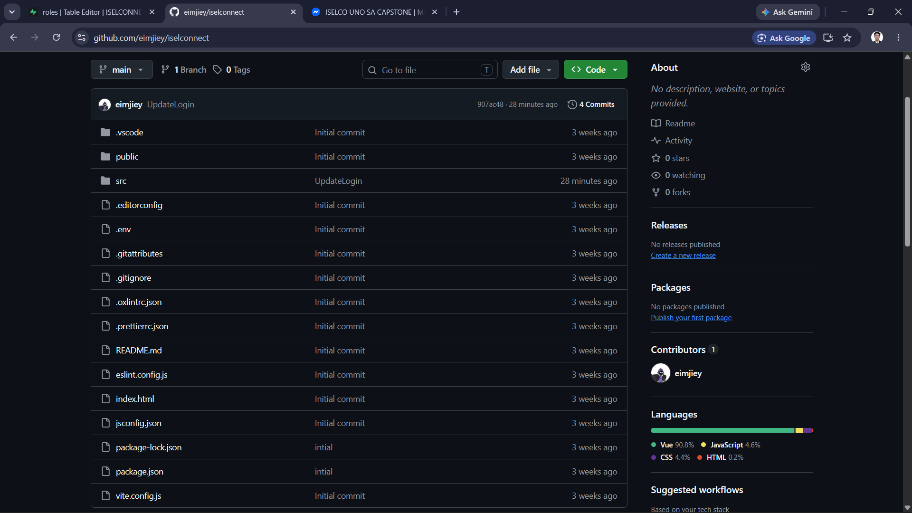 roles | Table Editor | ISELCONN
eimjiey/iselconnect
ISELCO UNO SA CAPSTONE | M
Ask Gemini
github.com/eimjiey/iselconnect
Ask Google
main
1 Branch
0 Tags
Go to file
T
Add file
Code
eimjiey UpdateLogin
907ac48 · 28 minutes ago
4 Commits
.vscode Initial commit 3 weeks ago
public Initial commit 3 weeks ago
src UpdateLogin 28 minutes ago
.editorconfig Initial commit 3 weeks ago
.env Initial commit 3 weeks ago
.gitattributes Initial commit 3 weeks ago
.gitignore Initial commit 3 weeks ago
.oxlintrc.json Initial commit 3 weeks ago
.prettierrc.json Initial commit 3 weeks ago
README.md Initial commit 3 weeks ago
eslint.config.js Initial commit 3 weeks ago
index.html Initial commit 3 weeks ago
jsconfig.json Initial commit 3 weeks ago
package-lock.json intial 3 weeks ago
package.json intial 3 weeks ago
vite.config.js Initial commit 3 weeks ago
About
No description, website, or topics
provided.
Readme
Activity
0 stars
0 watching
0 forks
Releases
No releases published
Create a new release
Packages
No packages published
Publish your first package
Contributors 1
eimjiey
Languages
Vue 90.8% JavaScript 4.6%
CSS 4.4% HTML 0.2%
Suggested workflows
Based on your tech stack